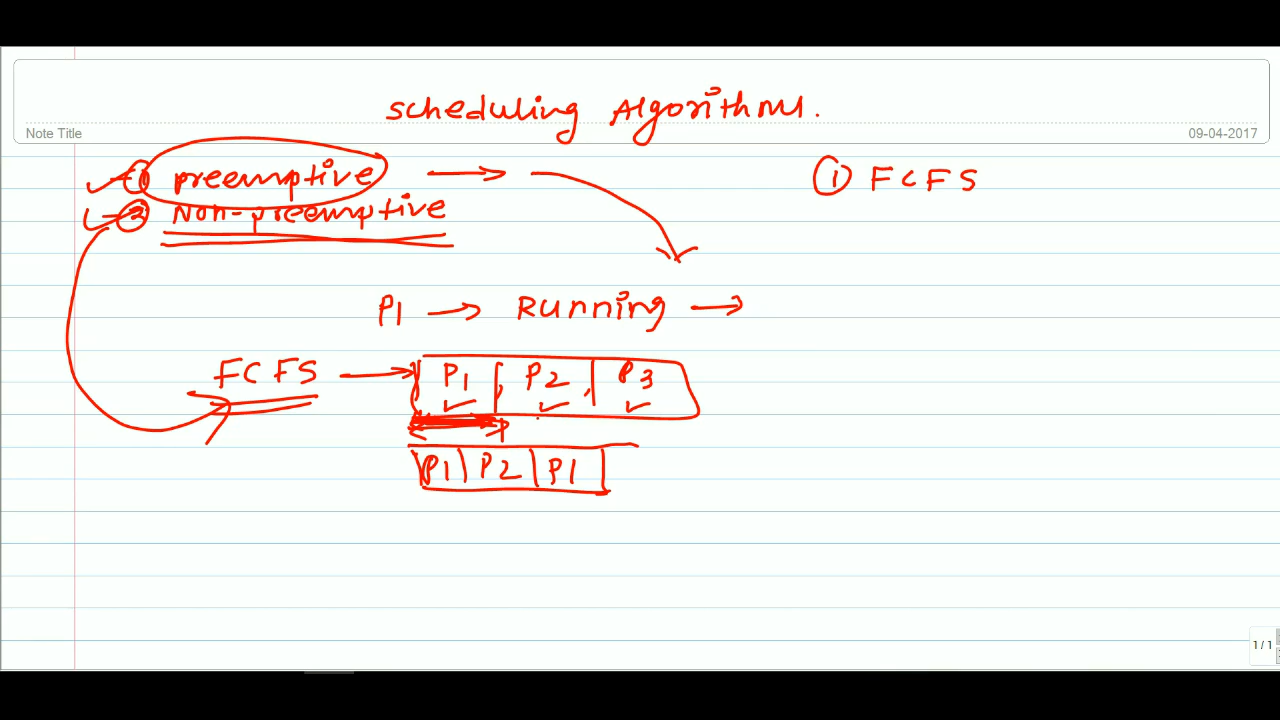 Scheduling Algorithms.
Note Title
09-04-2017
① preemptive → 
② Non-preemptive
① FCFS
P1 → Running →
FCFS → P1 , P2 , P3
P1 P2 P1
1 / 1